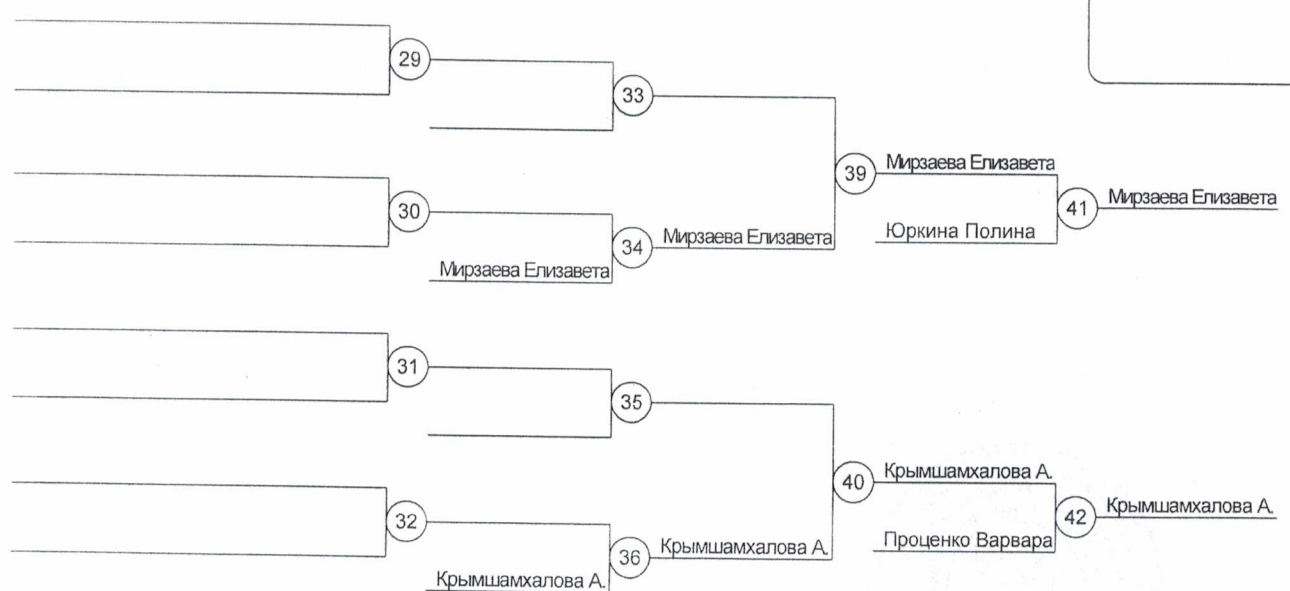 29
33
39
Мирзаева Елизавета
30
41
Мирзаева Елизавета
34
Мирзаева Елизавета
Юркина Полина
Мирзаева Елизавета
31
35
40
Крымшамхалова А.
32
42
Крымшамхалова А.
36
Крымшамхалова А.
Проценко Варвара
Крымшамхалова А.